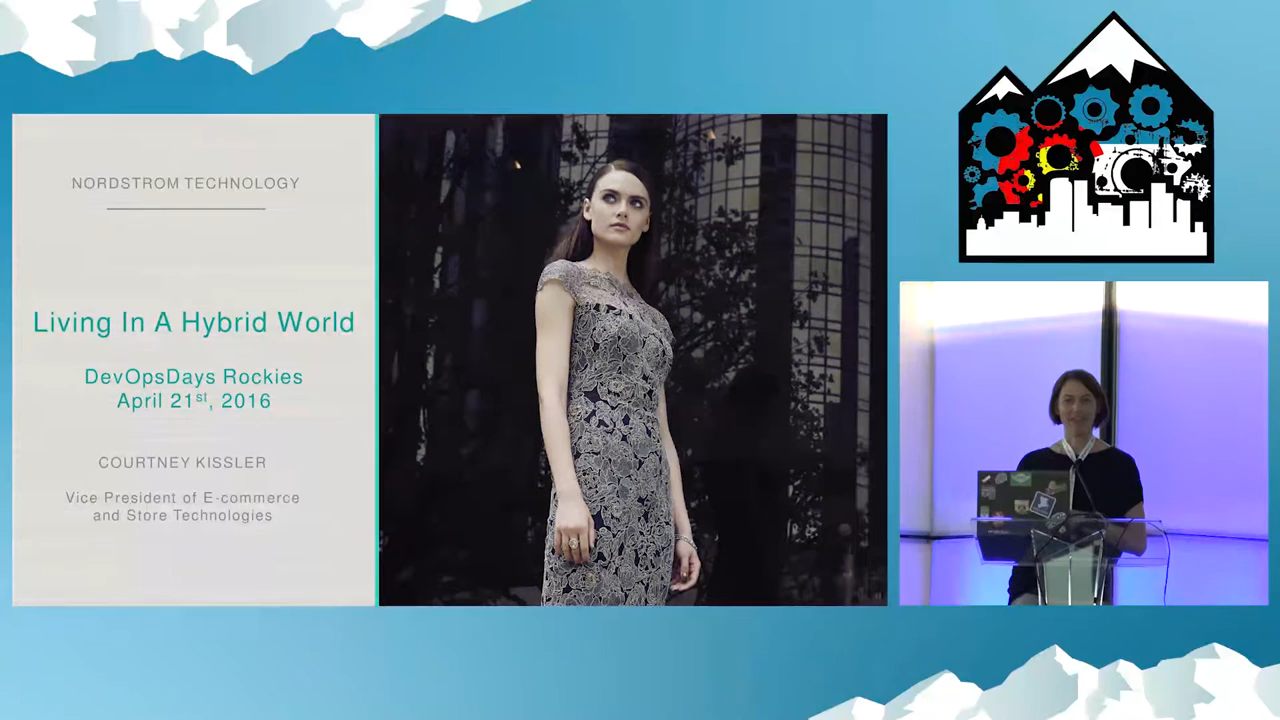 NORDSTROM TECHNOLOGY
Living In A Hybrid World
DevOpsDays Rockies
April 21st, 2016
COURTNEY KISSLER
Vice President of E-commerce
and Store Technologies